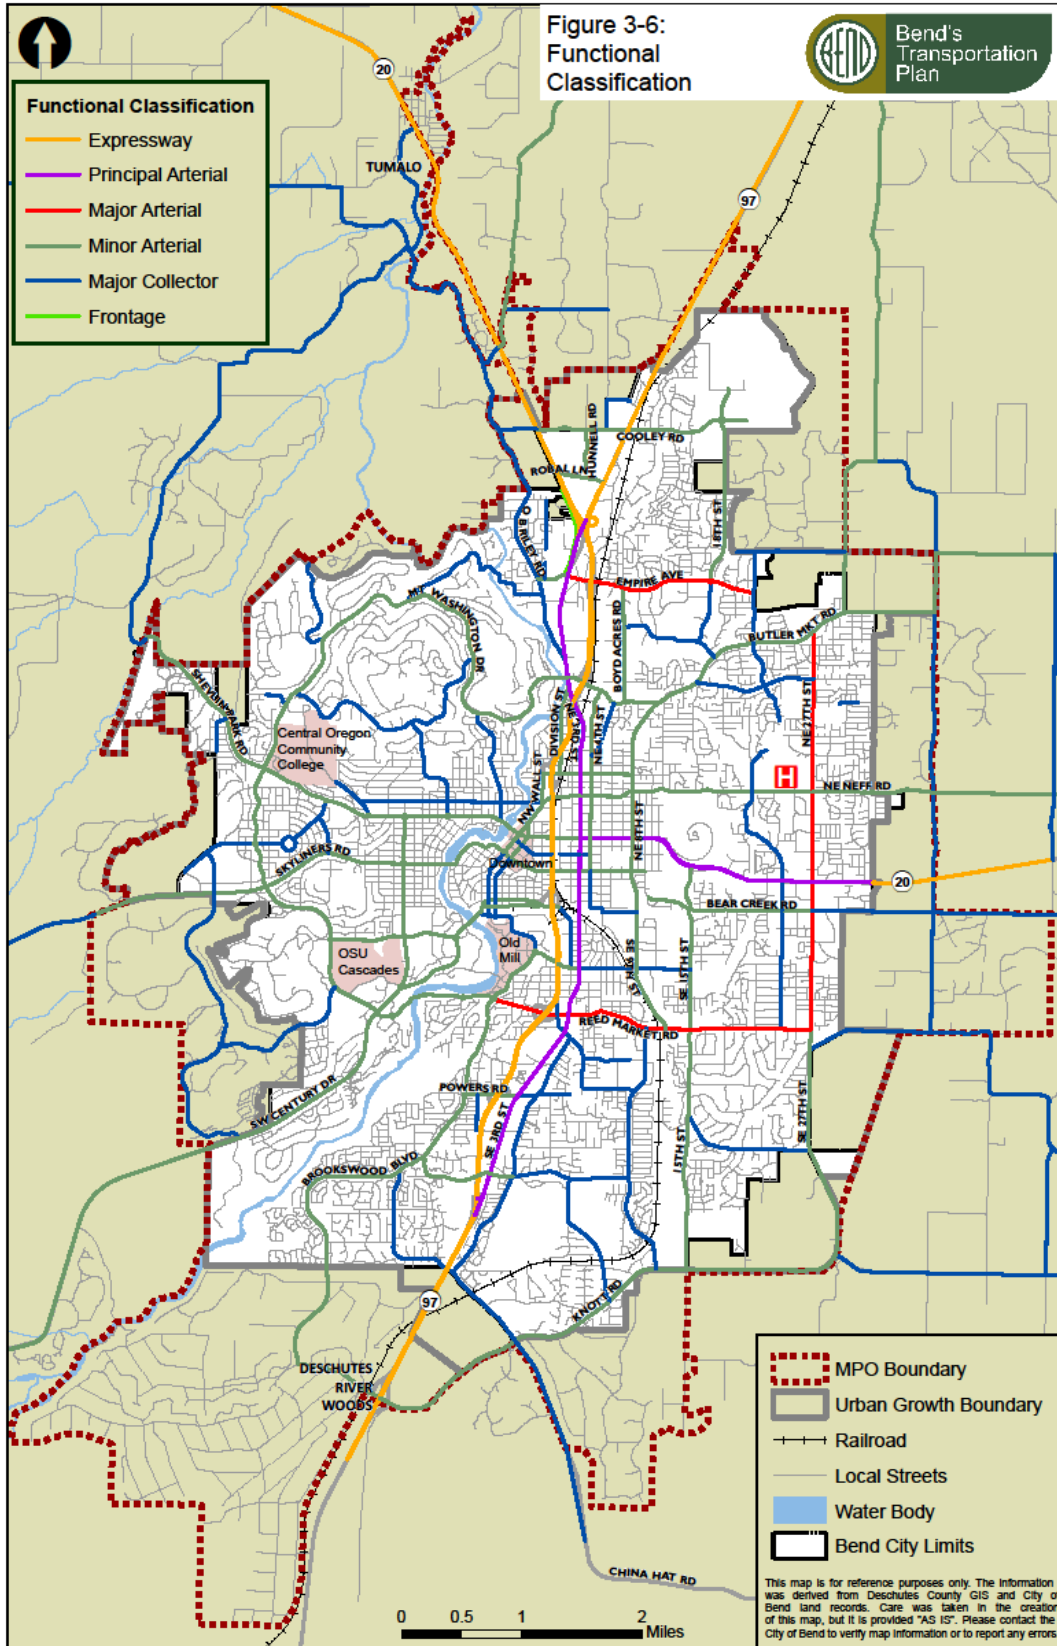 Figure 3-6:
Functional
Classification
BEND
Bend's
Transportation
Plan
Functional Classification
Expressway
Principal Arterial
Major Arterial
Minor Arterial
Major Collector
Frontage
20
TUMALO
97
HUNNELL RD
COOLEY RD
ROBAL LN
O B RILEY RD
18TH ST
EMPIRE AVE
MT WASHINGTON DR
BOYD ACRES RD
BUTLER MKT RD
SHEVLIN PARK RD
DIVISION ST
NE 3RD ST
NE 4TH ST
NE 27TH ST
Central Oregon
Community
College
NW WALL ST
H
NE NEFF RD
NE 8TH ST
SKYLINERS RD
Downtown
20
BEAR CREEK RD
OSU
Cascades
Old
Mill
SE 9TH ST
SE 15TH ST
REED MARKET RD
SW CENTURY DR
POWERS RD
SE 3RD ST
SE 27TH ST
15TH ST
BROOKSWOOD BLVD
KNOTT RD
97
DESCHUTES
RIVER
WOODS
CHINA HAT RD
MPO Boundary
Urban Growth Boundary
Railroad
Local Streets
Water Body
Bend City Limits
This map is for reference purposes only. The Information
was derived from Deschutes County GIS and City of
Bend land records. Care was taken in the creation
of this map, but it is provided "AS IS". Please contact the
City of Bend to verify map information or to report any errors
0 0.5 1 2
Miles